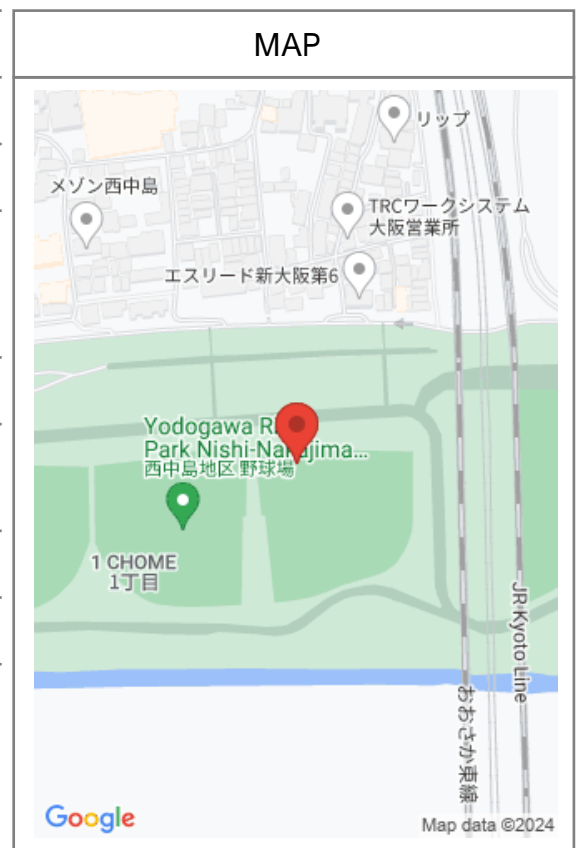 MAP
リップ
メゾン西中島
TRCワークシステム
大阪営業所
エスリード新大阪第6
Yodogawa Ri
Park Nishi-Nakajima...
西中島地区 野球場
1 CHOME
1丁目
JR Kyoto Line
おおさか東線
Google
Map data ©2024